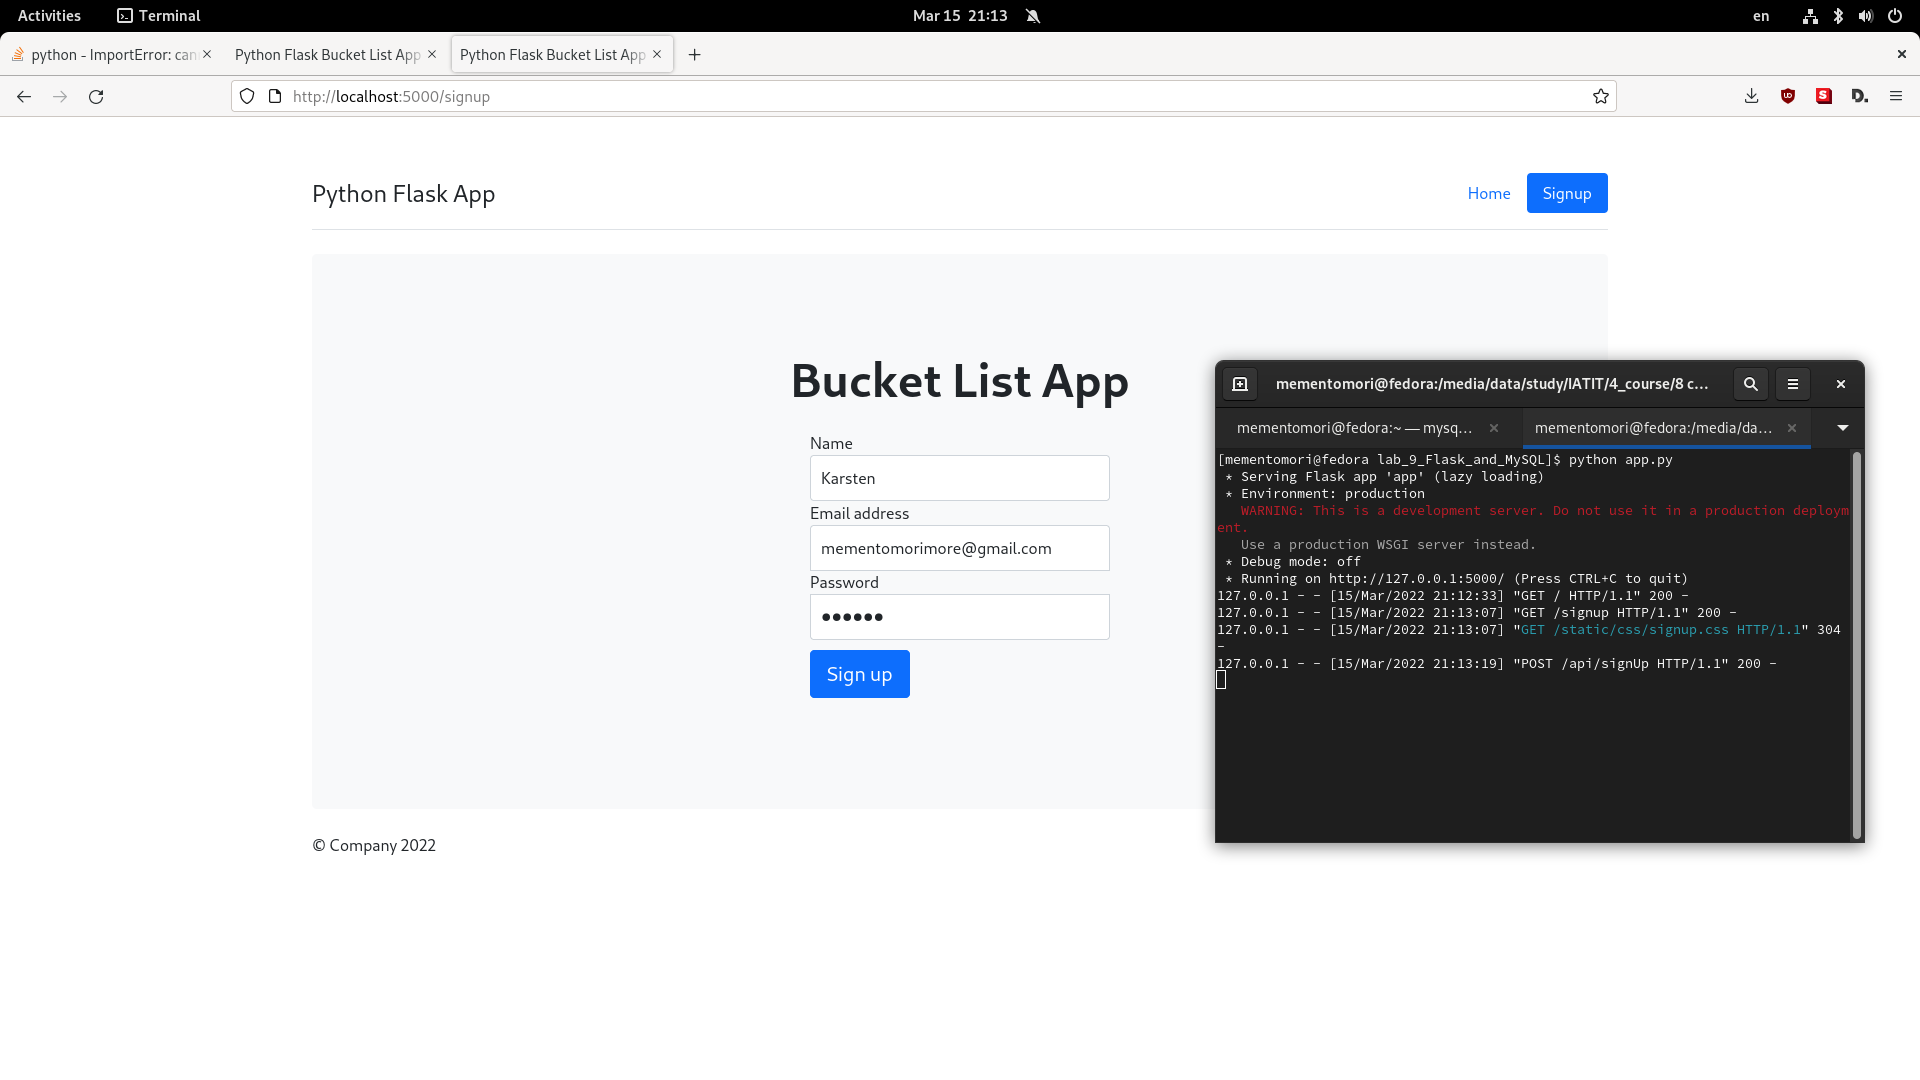 Activities Terminal Mar 15 21:13 en
python - ImportError: can Python Flask Bucket List App Python Flask Bucket List App
http://localhost:5000/signup
Python Flask App Home Signup
Bucket List App
Name
Karsten
Email address
mementomorimore@gmail.com
Password
●●●●●●
Sign up
© Company 2022
mementomori@fedora:/media/data/study/IATIT/4_course/8 c...
mementomori@fedora:~ — mysq... mementomori@fedora:/media/da...
[mementomori@fedora lab_9_Flask_and_MySQL]$ python app.py
* Serving Flask app 'app' (lazy loading)
* Environment: production
WARNING: This is a development server. Do not use it in a production deploym
ent.
Use a production WSGI server instead.
* Debug mode: off
* Running on http://127.0.0.1:5000/ (Press CTRL+C to quit)
127.0.0.1 - - [15/Mar/2022 21:12:33] "GET / HTTP/1.1" 200 -
127.0.0.1 - - [15/Mar/2022 21:13:07] "GET /signup HTTP/1.1" 200 -
127.0.0.1 - - [15/Mar/2022 21:13:07] "GET /static/css/signup.css HTTP/1.1" 304
-
127.0.0.1 - - [15/Mar/2022 21:13:19] "POST /api/signUp HTTP/1.1" 200 -